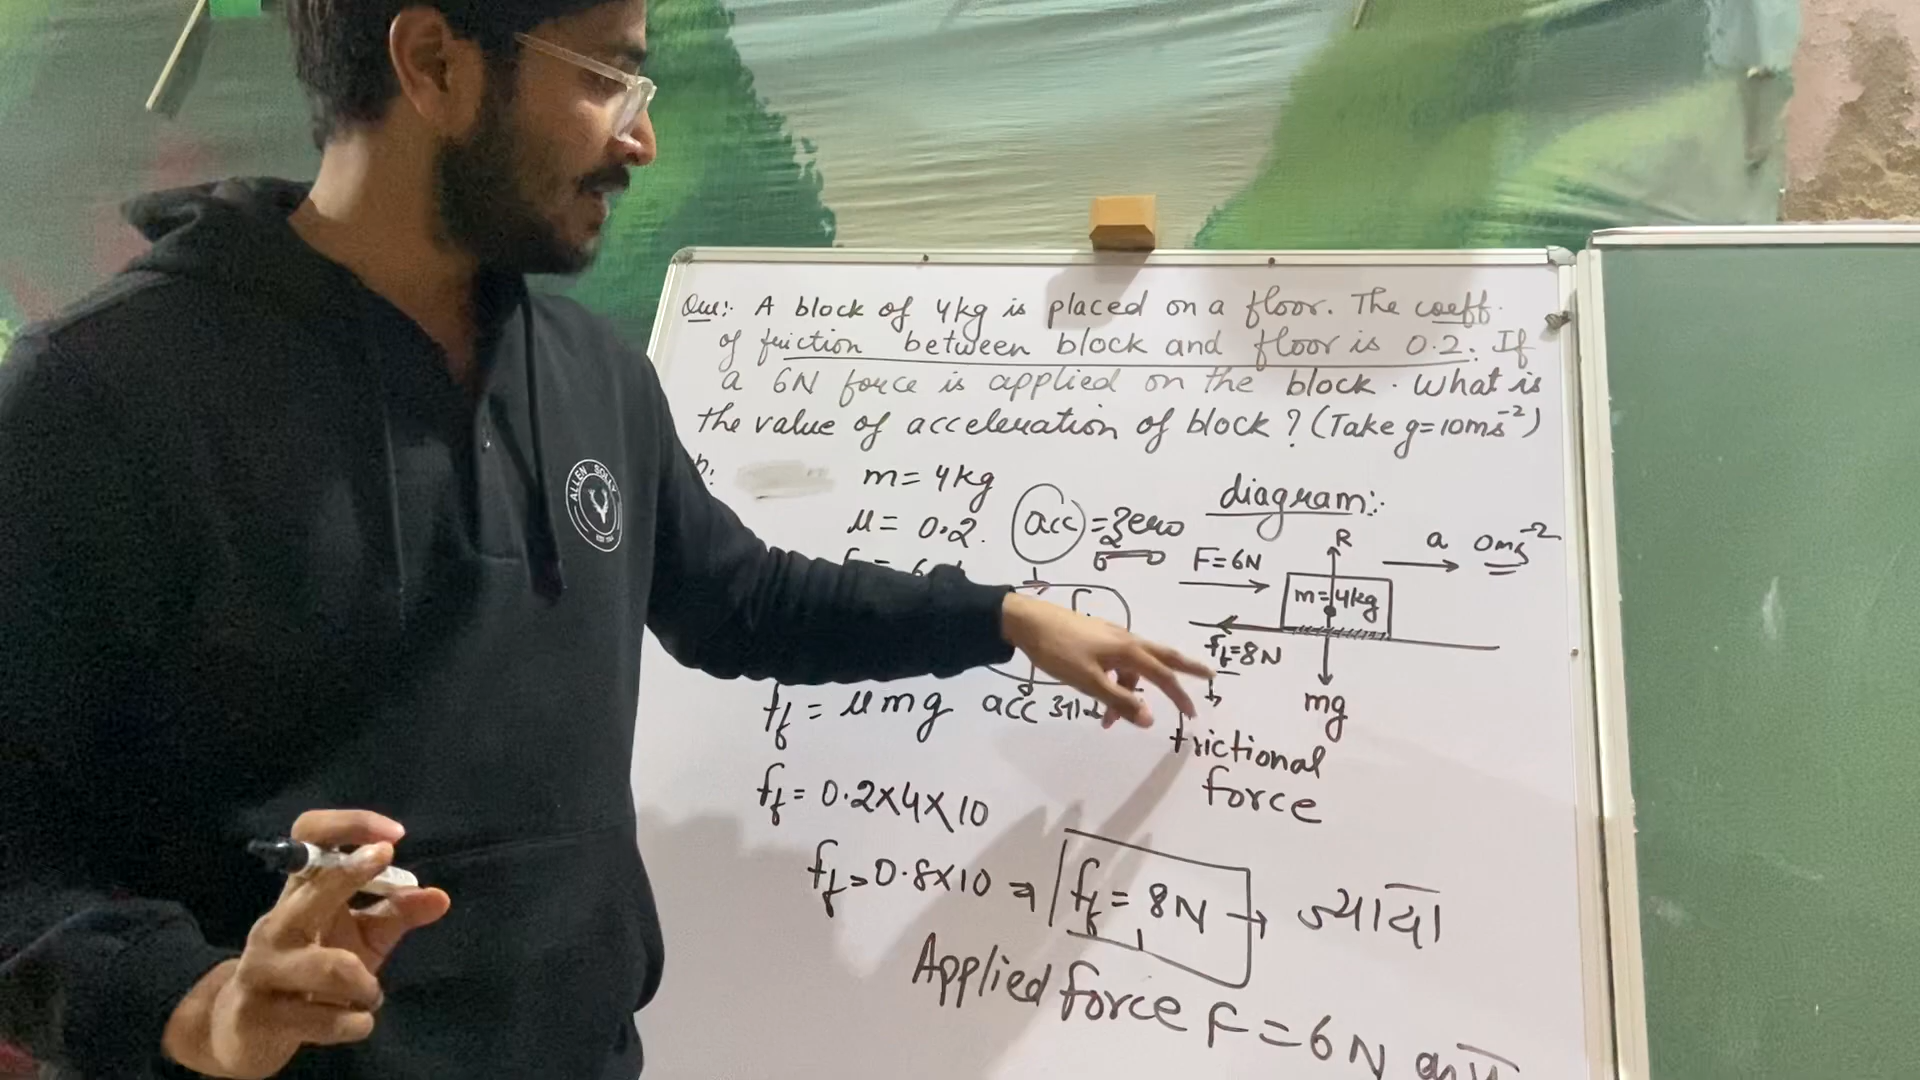 Que:- A block of 4kg is placed on a floor. The coeff.
of friction between block and floor is 0.2. If
a 6N force is applied on the block. What is
the value of acceleration of block? (Take g=10ms⁻²)
m = 4kg
μ = 0.2.
acc = Zero
f_f = μmg acc
f_f = 0.2×4×10
f_f = 0.8×10 ⇒ f_f = 8N → ज्यादा
Applied force F = 6N
diagram:-
R
a 0ms⁻²
F=6N
m=4kg
f_f=8N
mg
frictional
force
ALLEN SOLLY